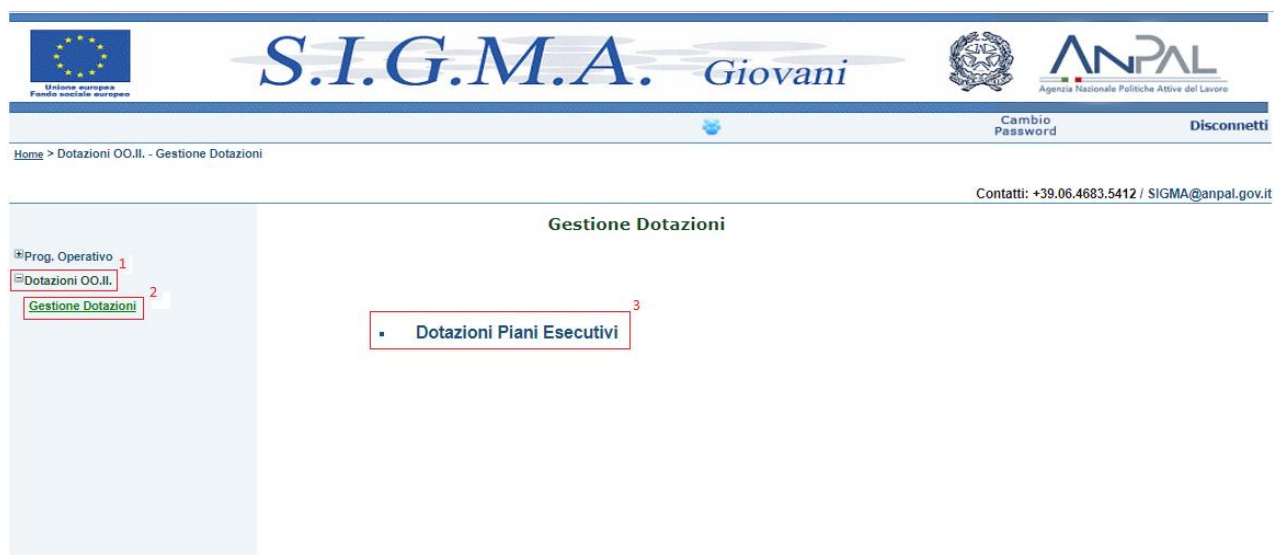 S.I.G.M.A. Giovani
Unione europea
Fondo sociale europeo
ANPAL
Agenzia Nazionale Politiche Attive del Lavoro
Cambio
Password
Disconnetti
Home > Dotazioni OO.II. - Gestione Dotazioni
Contatti: +39.06.4683.5412 / SIGMA@anpal.gov.it
Gestione Dotazioni
Prog. Operativo
1
Dotazioni OO.II.
2
Gestione Dotazioni
3
Dotazioni Piani Esecutivi